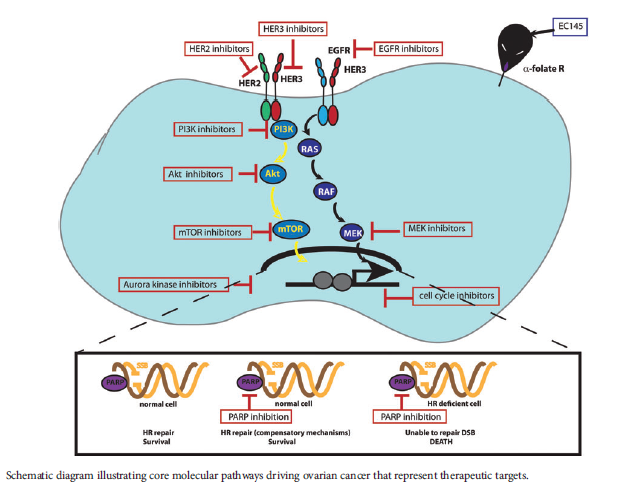 HER3 inhibitors
EC145
HER2 inhibitors
EGFR
EGFR inhibitors
HER2
HER3
HER3
α-folate R
PI3K inhibitors
PI3K
RAS
Akt inhibitors
Akt
RAF
mTOR inhibitors
mTOR
MEK
MEK inhibitors
Aurora kinase inhibitors
cell cycle inhibitors
SSB
SSB
SSB
PARP
PARP
PARP
normal cell
normal cell
HR deficient cell
PARP inhibition
PARP inhibition
HR repair
Survival
HR repair (compensatory mechanisms)
Survival
Unable to repair DSB
DEATH
Schematic diagram illustrating core molecular pathways driving ovarian cancer that represent therapeutic targets.